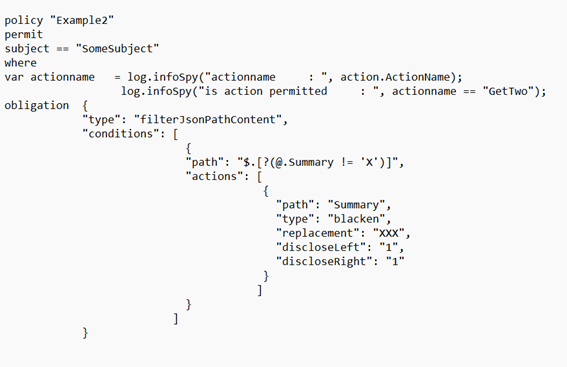 policy "Example2"
permit
subject == "SomeSubject"
where
var actionname   = log.infoSpy("actionname     : ", action.ActionName);
                   log.infoSpy("is action permitted     : ", actionname == "GetTwo");
obligation  {
            "type": "filterJsonPathContent",
            "conditions": [
                            {
                            "path": "$.[?(@.Summary != 'X')]",
                            "actions": [
                                        {
                                          "path": "Summary",
                                          "type": "blacken",
                                          "replacement": "XXX",
                                          "discloseLeft": "1",
                                          "discloseRight": "1"
                                        }
                                       ]
                            }
                          ]
            }